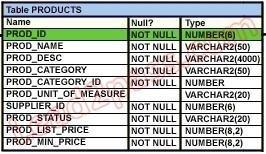 Table PRODUCTS
Name Null? Type
PROD_ID NOT NULL NUMBER(6)
PROD_NAME NOT NULL VARCHAR2(50)
PROD_DESC NOT NULL VARCHAR2(4000)
PROD_CATEGORY NOT NULL VARCHAR2(50)
PROD_CATEGORY_ID NOT NULL NUMBER
PROD_UNIT_OF_MEASURE VARCHAR2(20)
SUPPLIER_ID NOT NULL NUMBER(6)
PROD_STATUS NOT NULL VARCHAR2(20)
PROD_LIST_PRICE NOT NULL NUMBER(8,2)
PROD_MIN_PRICE NOT NULL NUMBER(8,2)